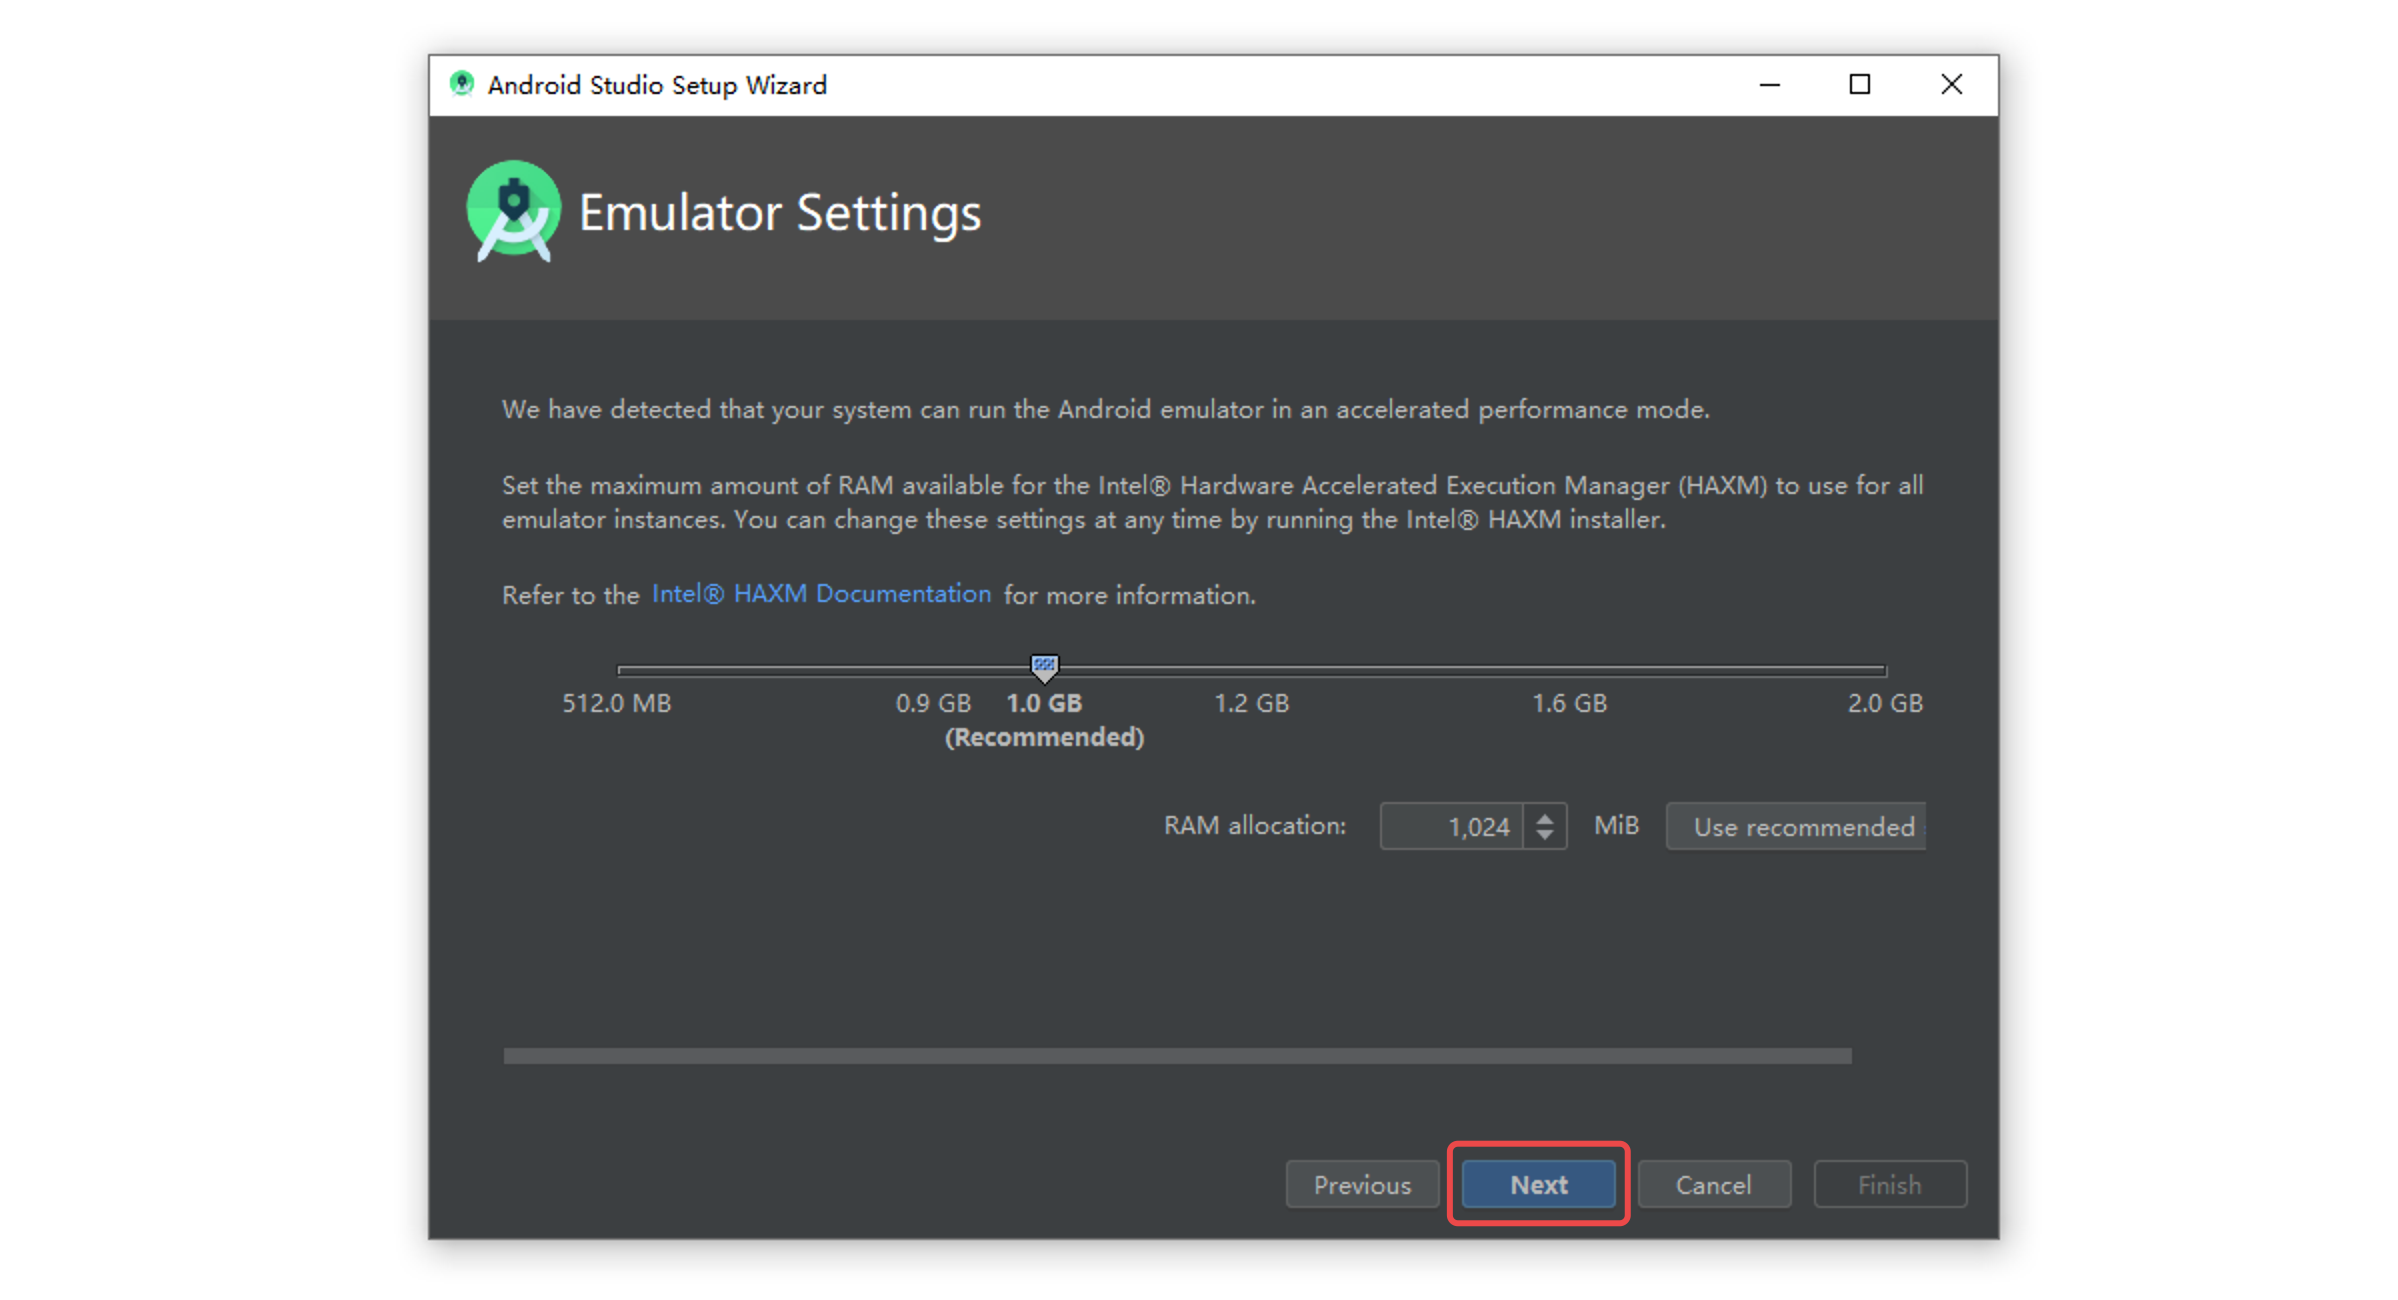 Android Studio Setup Wizard
Emulator Settings
We have detected that your system can run the Android emulator in an accelerated performance mode.
Set the maximum amount of RAM available for the Intel® Hardware Accelerated Execution Manager (HAXM) to use for all
emulator instances. You can change these settings at any time by running the Intel® HAXM installer.
Refer to the Intel® HAXM Documentation for more information.
512.0 MB 0.9 GB 1.0 GB 1.2 GB 1.6 GB 2.0 GB
(Recommended)
RAM allocation: 1,024 MiB Use recommended
Previous Next Cancel Finish